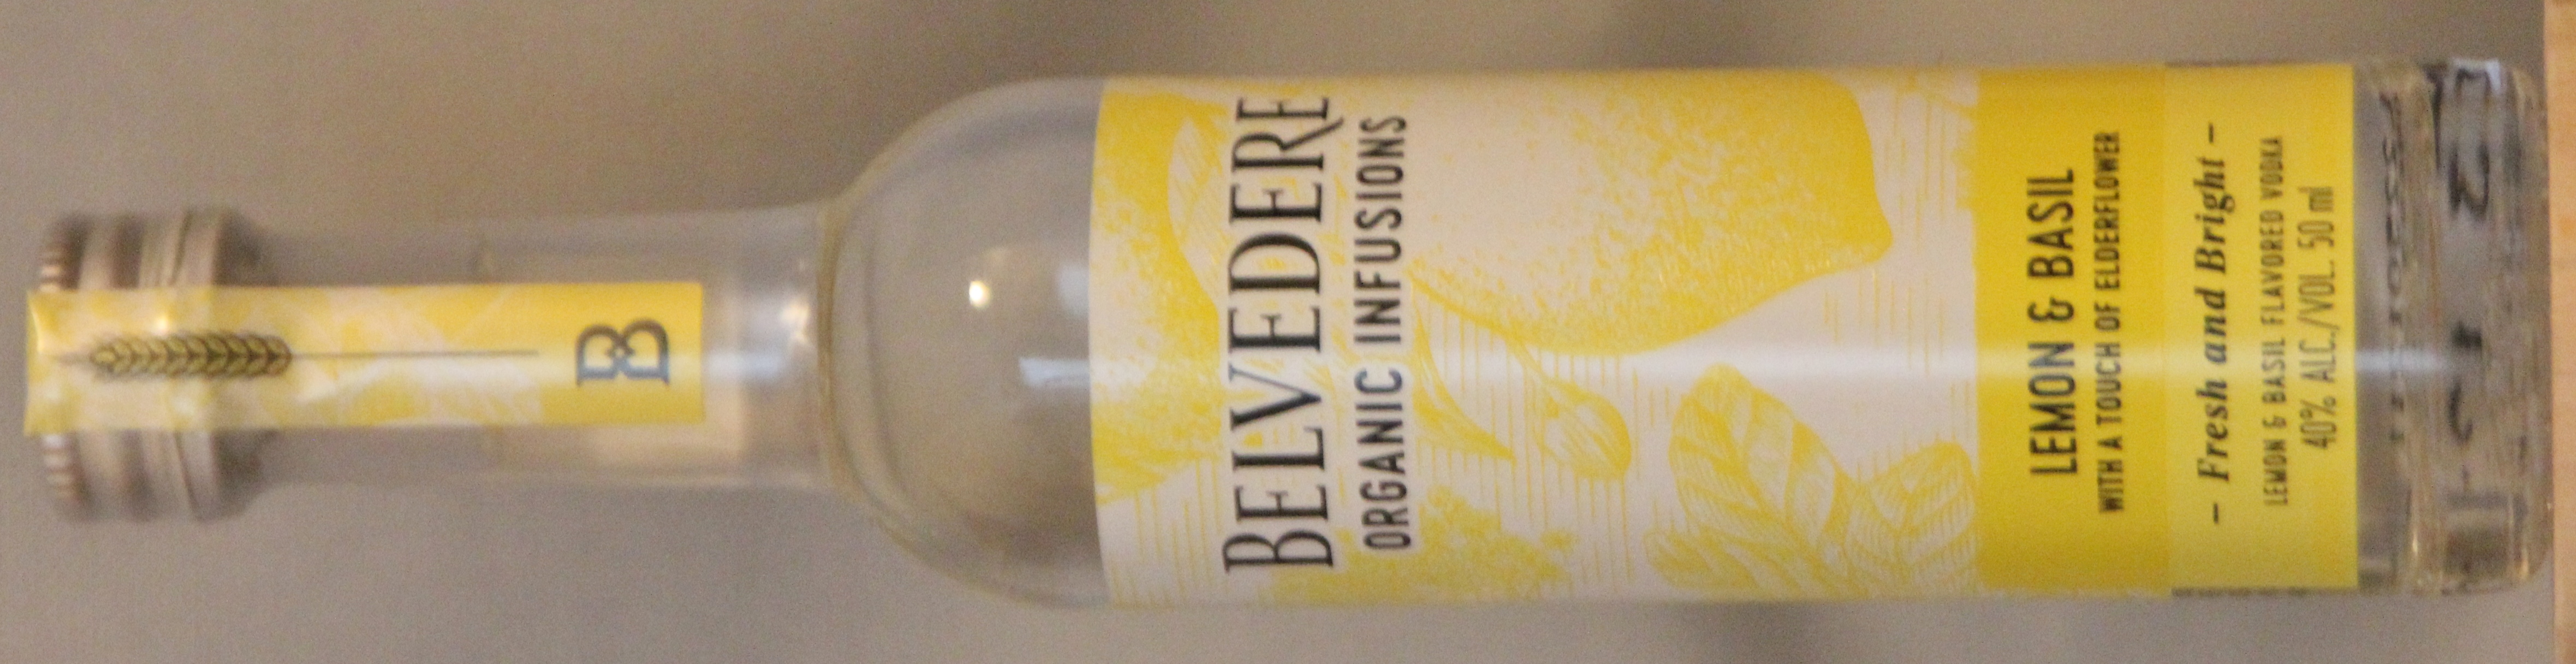 B
BELVEDERE
ORGANIC INFUSIONS
LEMON & BASIL
WITH A TOUCH OF ELDERFLOWER
– Fresh and Bright –
LEMON & BASIL FLAVORED VODKA
40% ALC./VOL. 50 ml